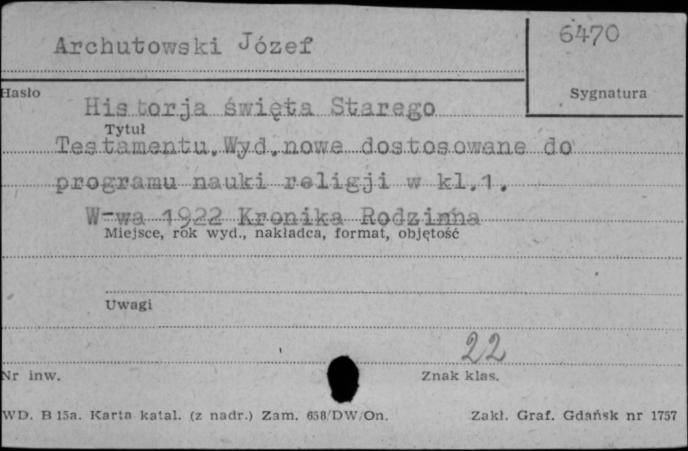 Archutowski Józef
6470
Hasło
Sygnatura
Historja święta Starego
Tytuł
Testamentu.Wyd.nowe dostosowane do
programu nauki religji w kl.1.
W-wa 1922 Kronika Rodzinna
Miejsce, rok wyd., nakładca, format, objętość
Uwagi
22
Nr inw.
Znak klas.
WD. B 15a. Karta katal. (z nadr.) Zam. 658/DW/On.
Zakł. Graf. Gdańsk nr 1757